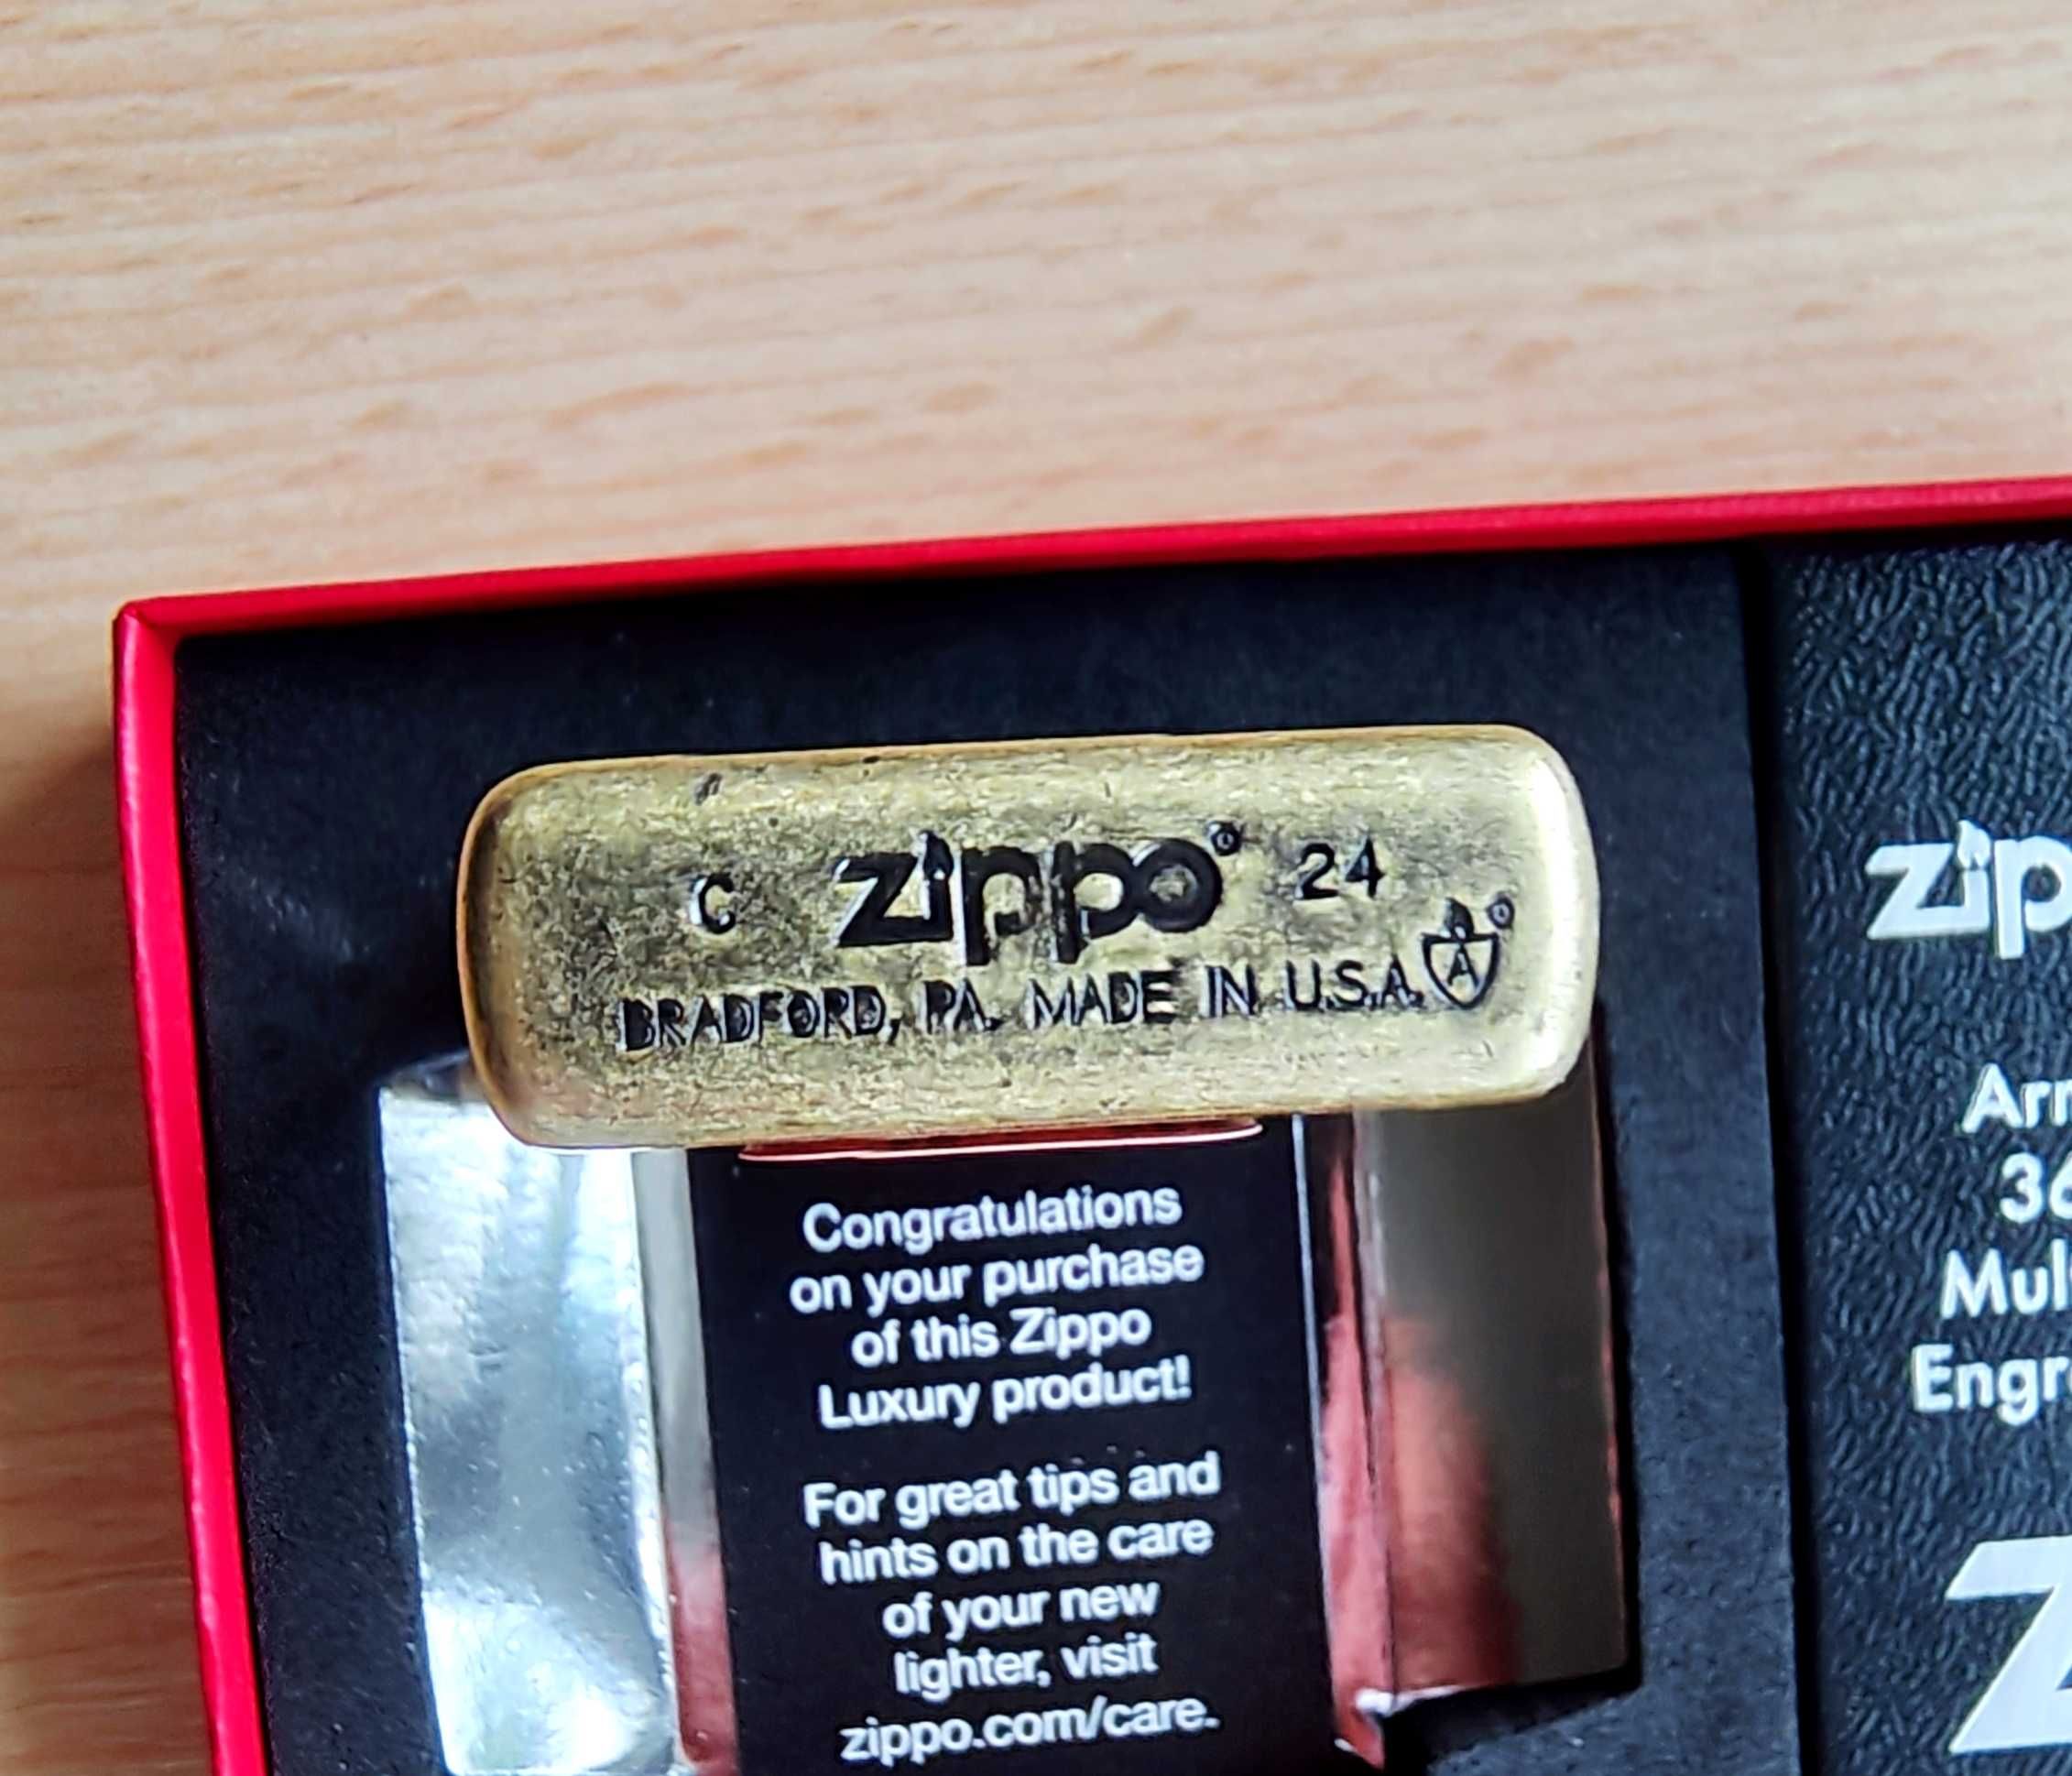 C zippo® 24
BRADFORD, PA. MADE IN U.S.A. A®
Congratulations
on your purchase
of this Zippo
Luxury product!
For great tips and
hints on the care
of your new
lighter, visit
zippo.com/care.
zip
Arm
36
Mul
Engr
Z